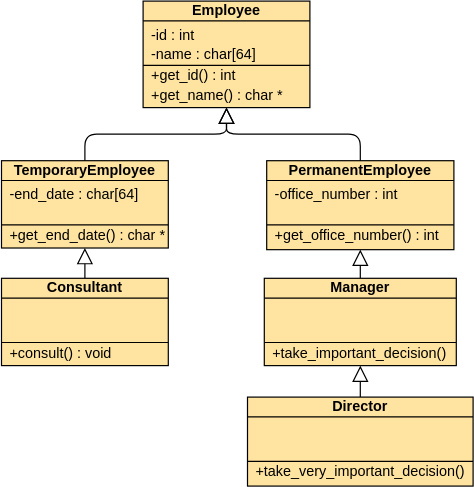 Employee
-id : int
-name : char[64]
+get_id() : int
+get_name() : char *
TemporaryEmployee
-end_date : char[64]
+get_end_date() : char *
PermanentEmployee
-office_number : int
+get_office_number() : int
Consultant
+consult() : void
Manager
+take_important_decision()
Director
+take_very_important_decision()